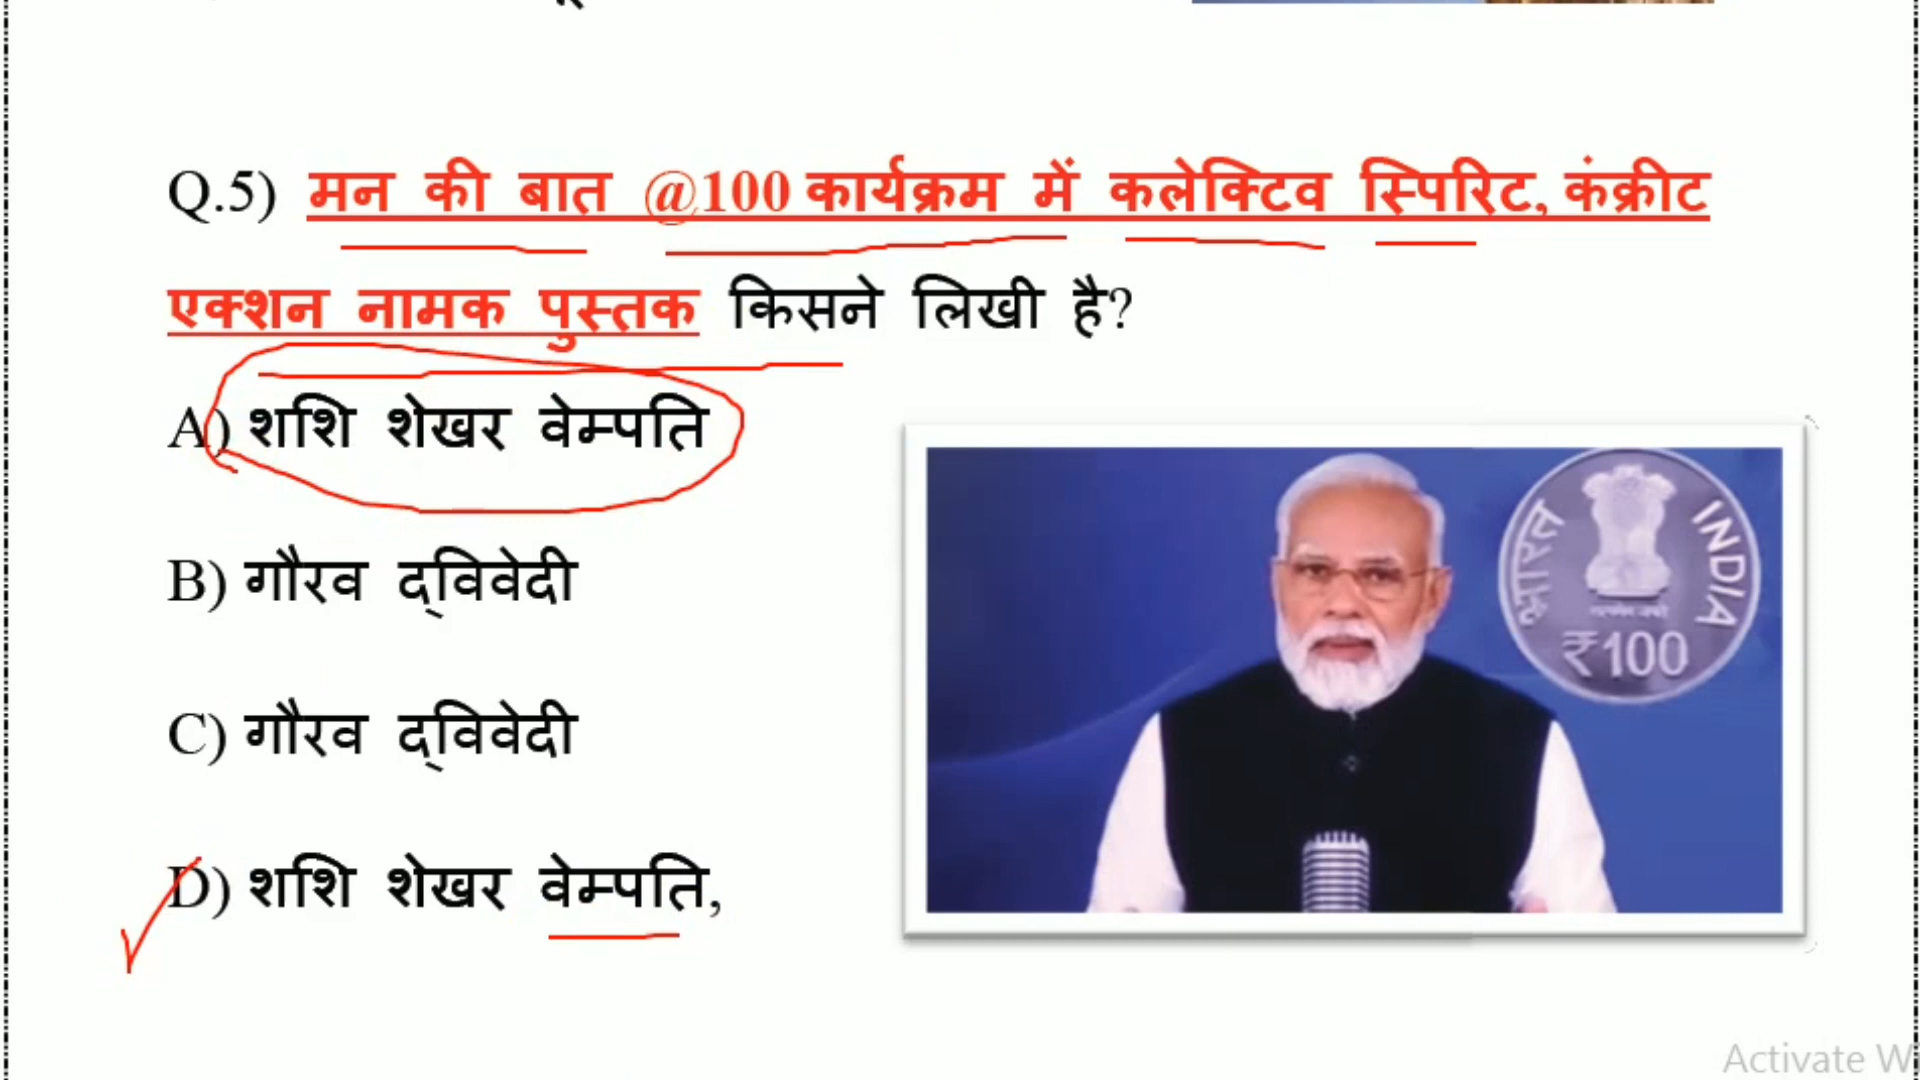 Q.5) मन की बात @100 कार्यक्रम में कलेक्टिव स्पिरिट, कंक्रीट
एक्शन नामक पुस्तक किसने लिखी है?
A) शशि शेखर वेम्पति
B) गौरव द्विवेदी
C) गौरव द्विवेदी
D) शशि शेखर वेम्पति,
भारत
INDIA
₹100
Activate W